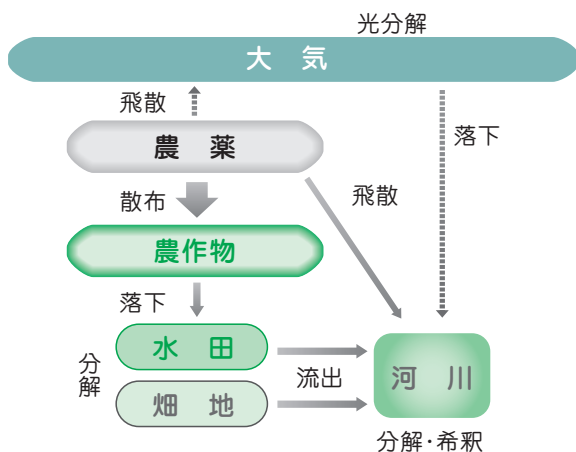 光分解
大 気
飛散
落下
農 薬
散布
飛散
農作物
落下
水 田
分解
流出
河 川
畑 地
分解・希釈